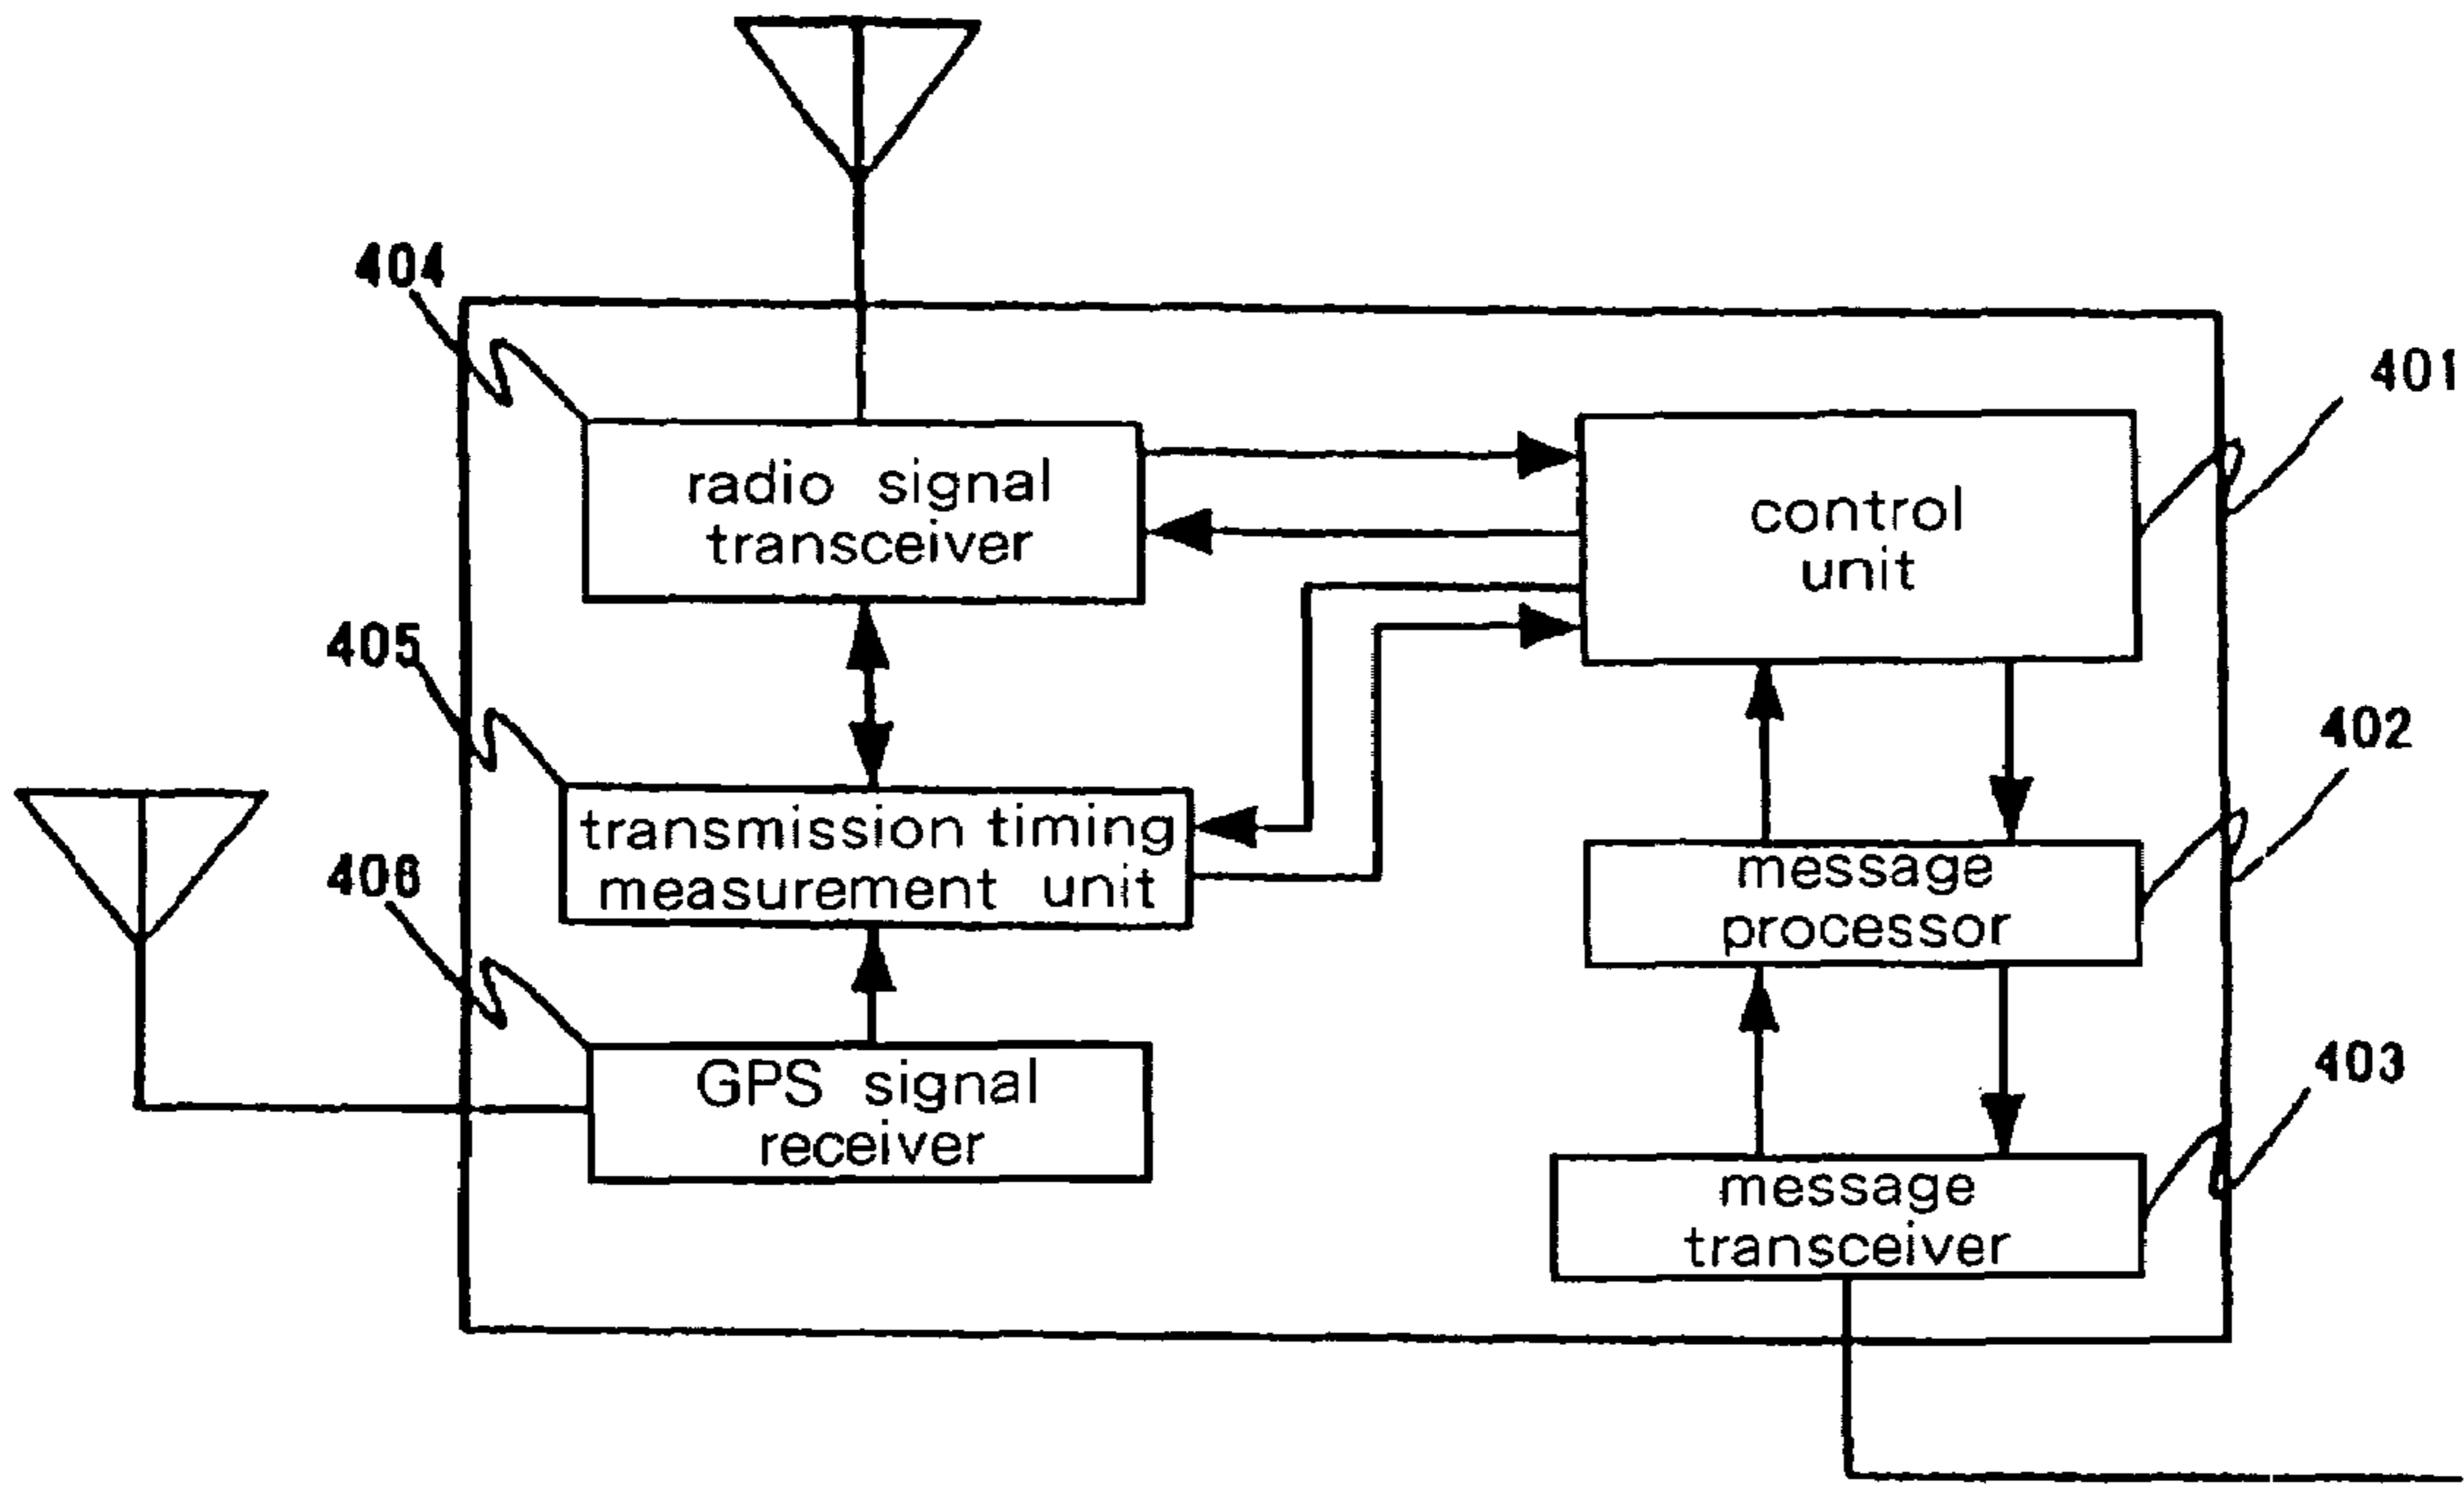 404
401
radio signal
transceiver
control
unit
405
402
transmission timing
measurement unit
message
processor
406
403
GPS signal
receiver
message
transceiver